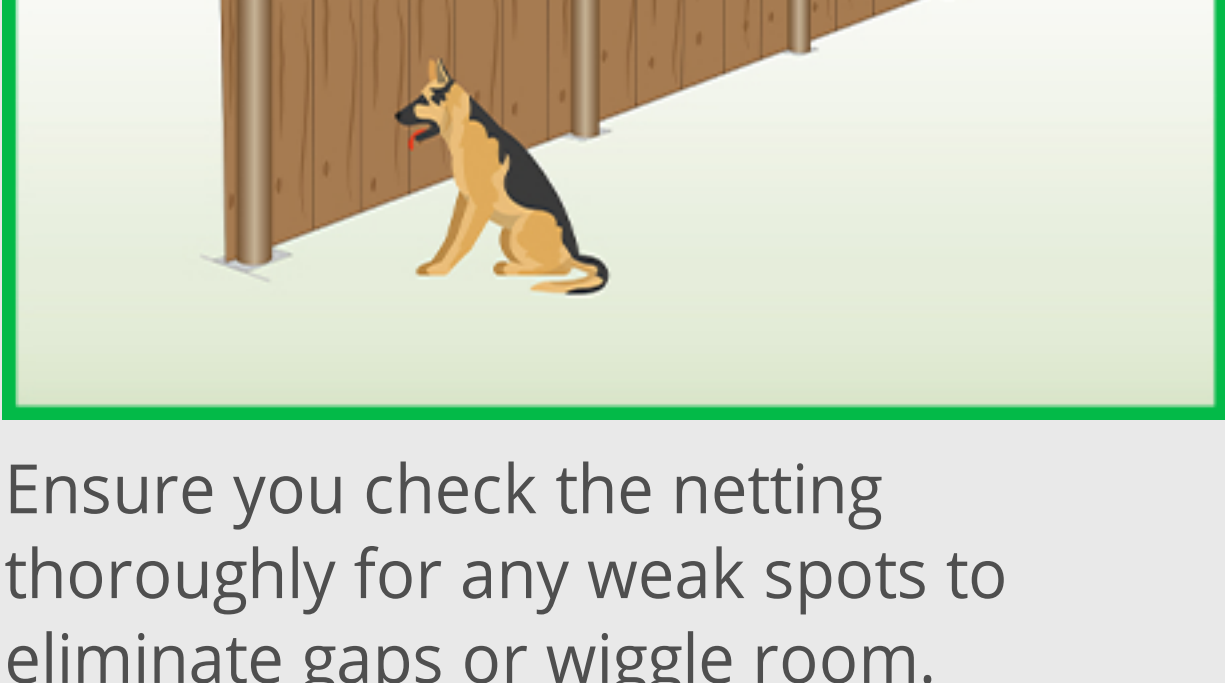 Ensure you check the netting
thoroughly for any weak spots to
eliminate gaps or wiggle room.